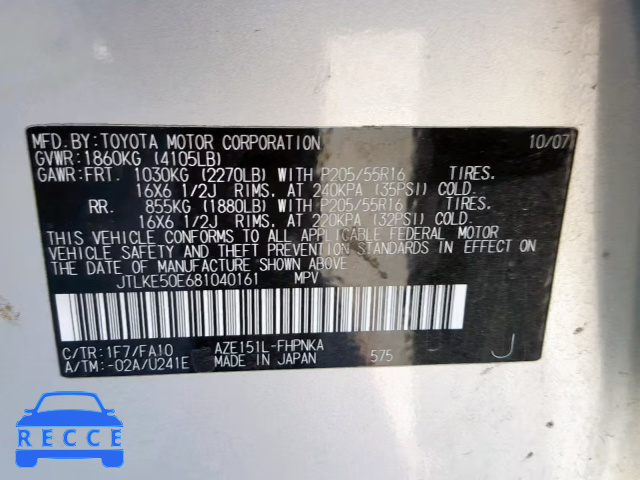 MFD.BY:TOYOTA MOTOR CORPORATION 10/07
GVWR:1860KG (4105LB)
GAWR:FRT. 1030KG (2270LB) WITH P205/55R16 TIRES.
16X6 1/2J RIMS, AT 240KPA (35PSI) COLD.
RR. 855KG (1880LB) WITH P205/55R16 TIRES.
16X6 1/2J RIMS, AT 220KPA (32PSI) COLD.
THIS VEHICLE CONFORMS TO ALL APPLICABLE FEDERAL MOTOR
VEHICLE SAFETY AND THEFT PREVENTION STANDARDS IN EFFECT ON
THE DATE OF MANUFACTURE SHOWN ABOVE.
JTLKE50E681040161 MPV
C/TR:1F7/FA10 AZE151L-FHPNKA
A/TM:-02A/U241E MADE IN JAPAN 575 J
RECCE